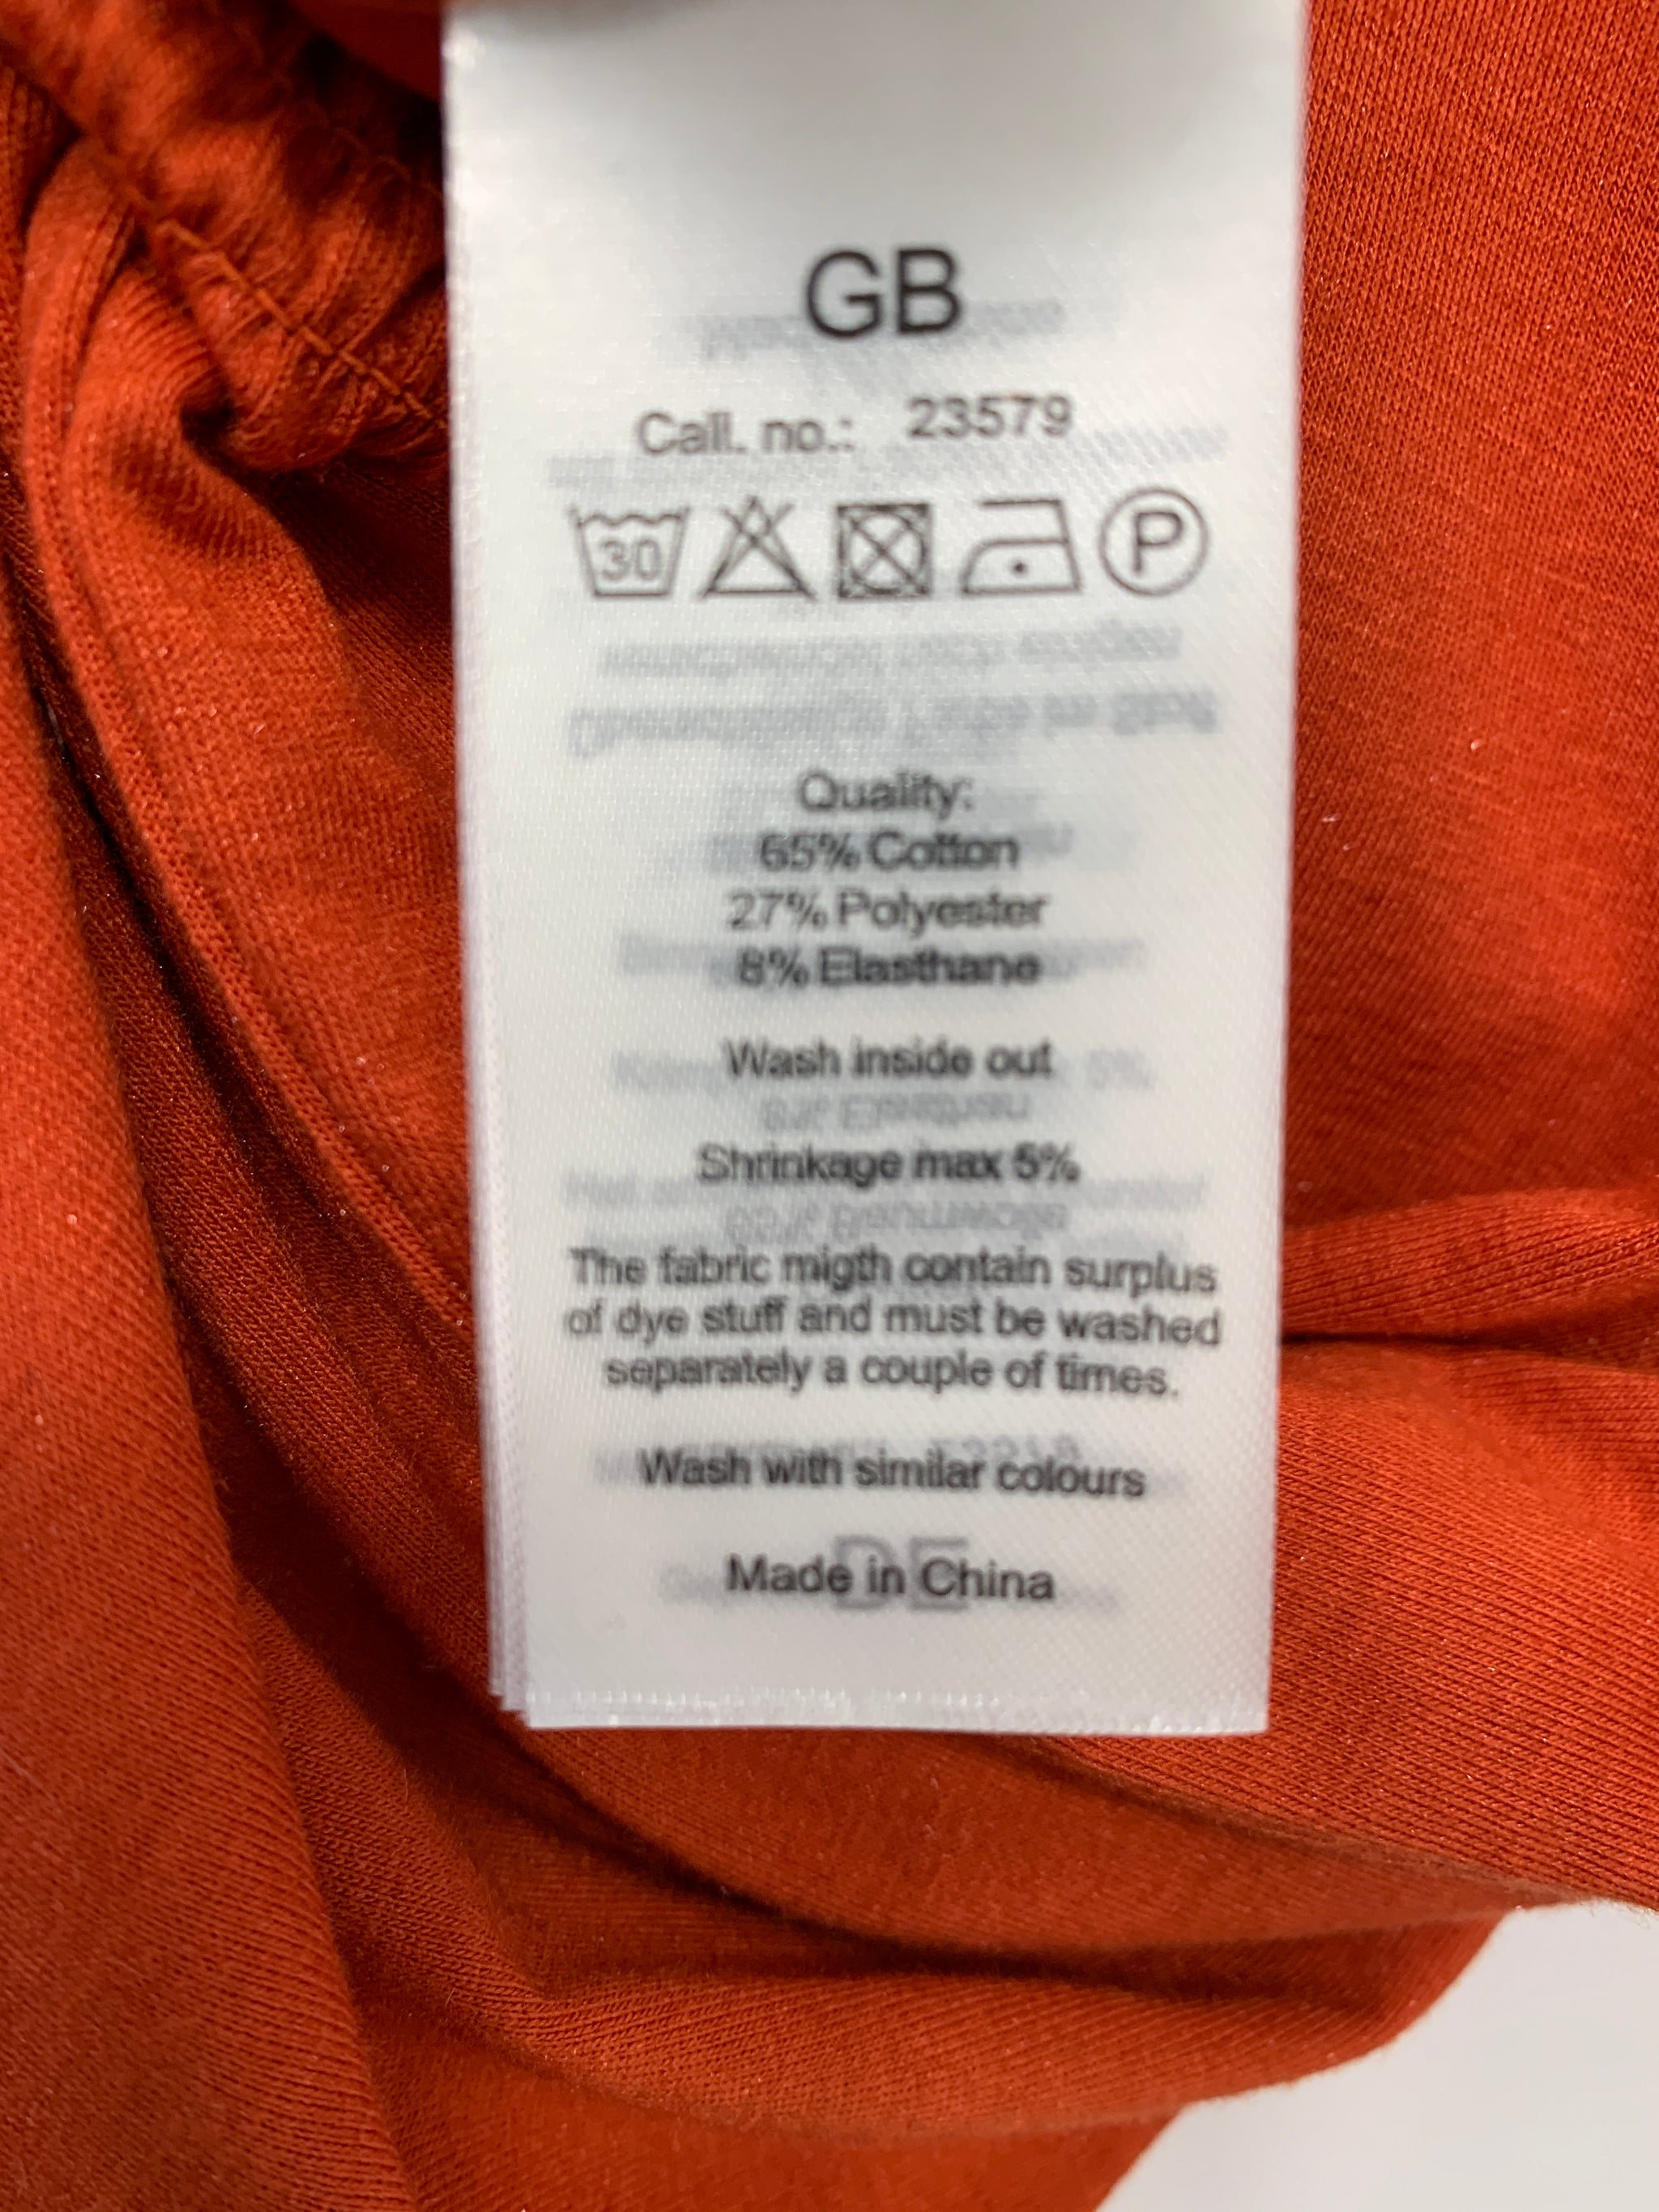 GB
Call. no.: 23579
30 P
Quality:
65% Cotton
27% Polyester
8% Elasthane
Wash inside out
Shrinkage max 5%
The fabric migth contain surplus
of dye stuff and must be washed
separately a couple of times.
Wash with similar colours
Made in China
DE